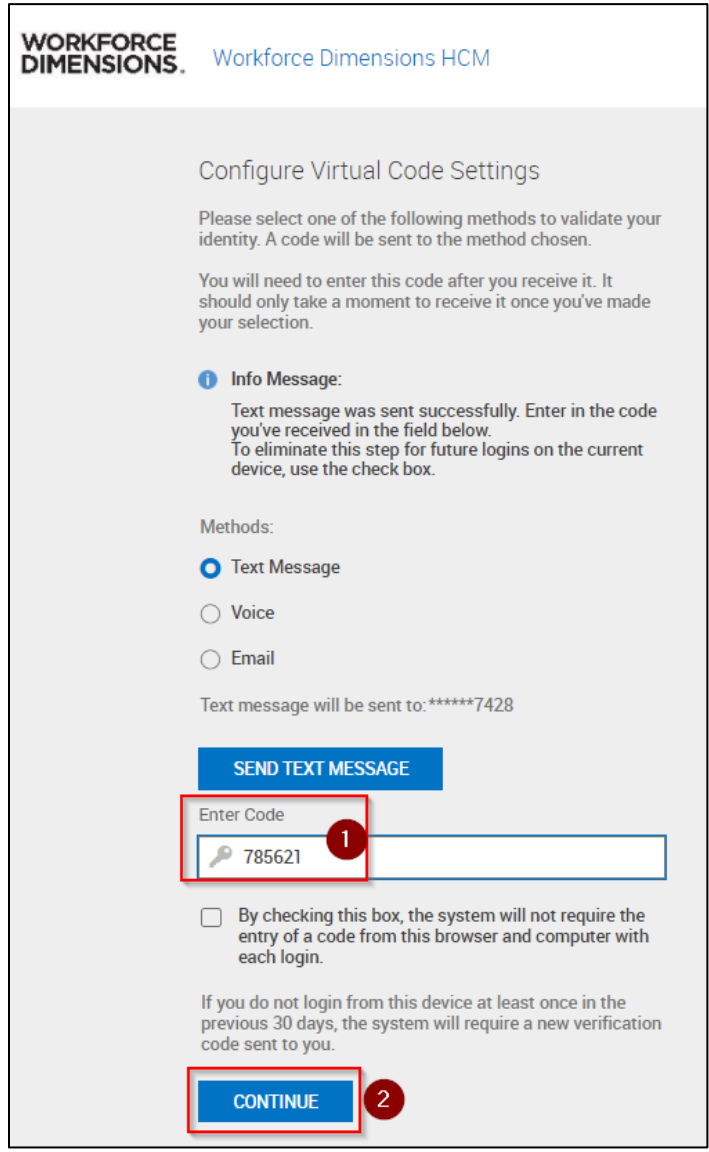 WORKFORCE
DIMENSIONS. Workforce Dimensions HCM
Configure Virtual Code Settings
Please select one of the following methods to validate your
identity. A code will be sent to the method chosen.
You will need to enter this code after you receive it. It
should only take a moment to receive it once you've made
your selection.
Info Message:
Text message was sent successfully. Enter in the code
you've received in the field below.
To eliminate this step for future logins on the current
device, use the check box.
Methods:
Text Message
Voice
Email
Text message will be sent to:******7428
SEND TEXT MESSAGE
Enter Code
1
785621
By checking this box, the system will not require the
entry of a code from this browser and computer with
each login.
If you do not login from this device at least once in the
previous 30 days, the system will require a new verification
code sent to you.
CONTINUE 2